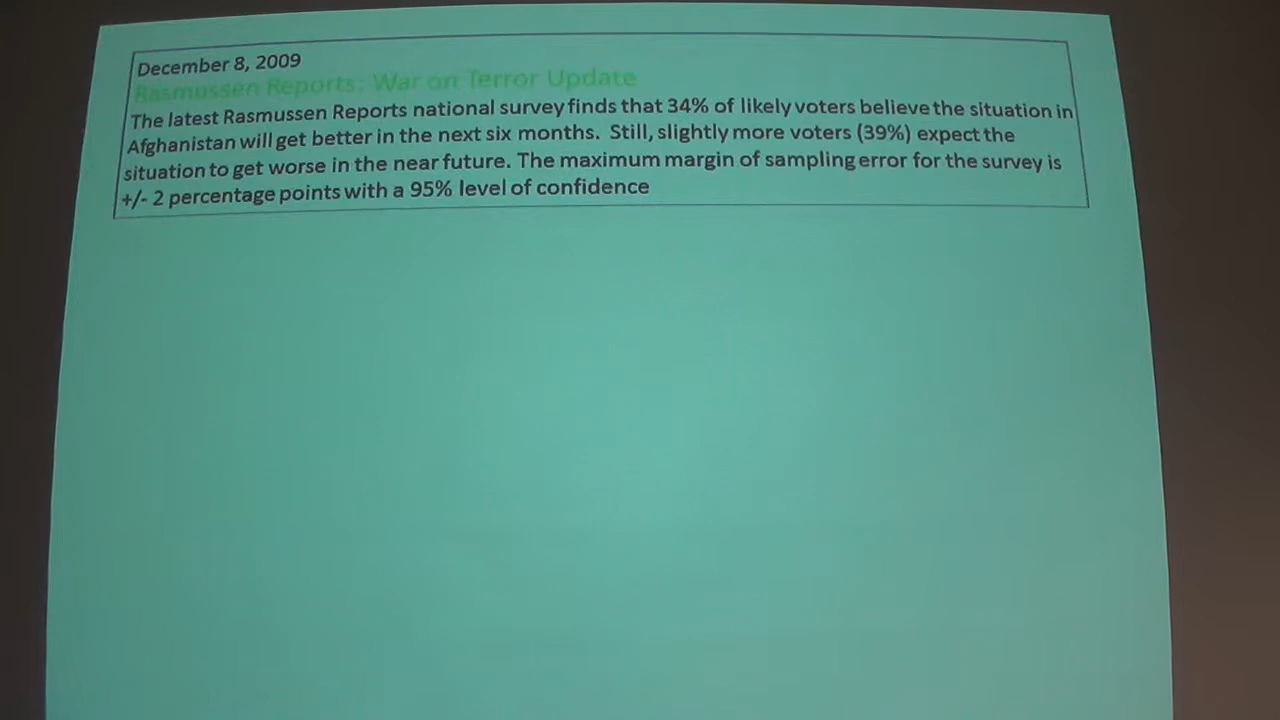 December 8, 2009
Rasmussen Reports: War on Terror Update
The latest Rasmussen Reports national survey finds that 34% of likely voters believe the situation in
Afghanistan will get better in the next six months. Still, slightly more voters (39%) expect the
situation to get worse in the near future. The maximum margin of sampling error for the survey is
+/- 2 percentage points with a 95% level of confidence